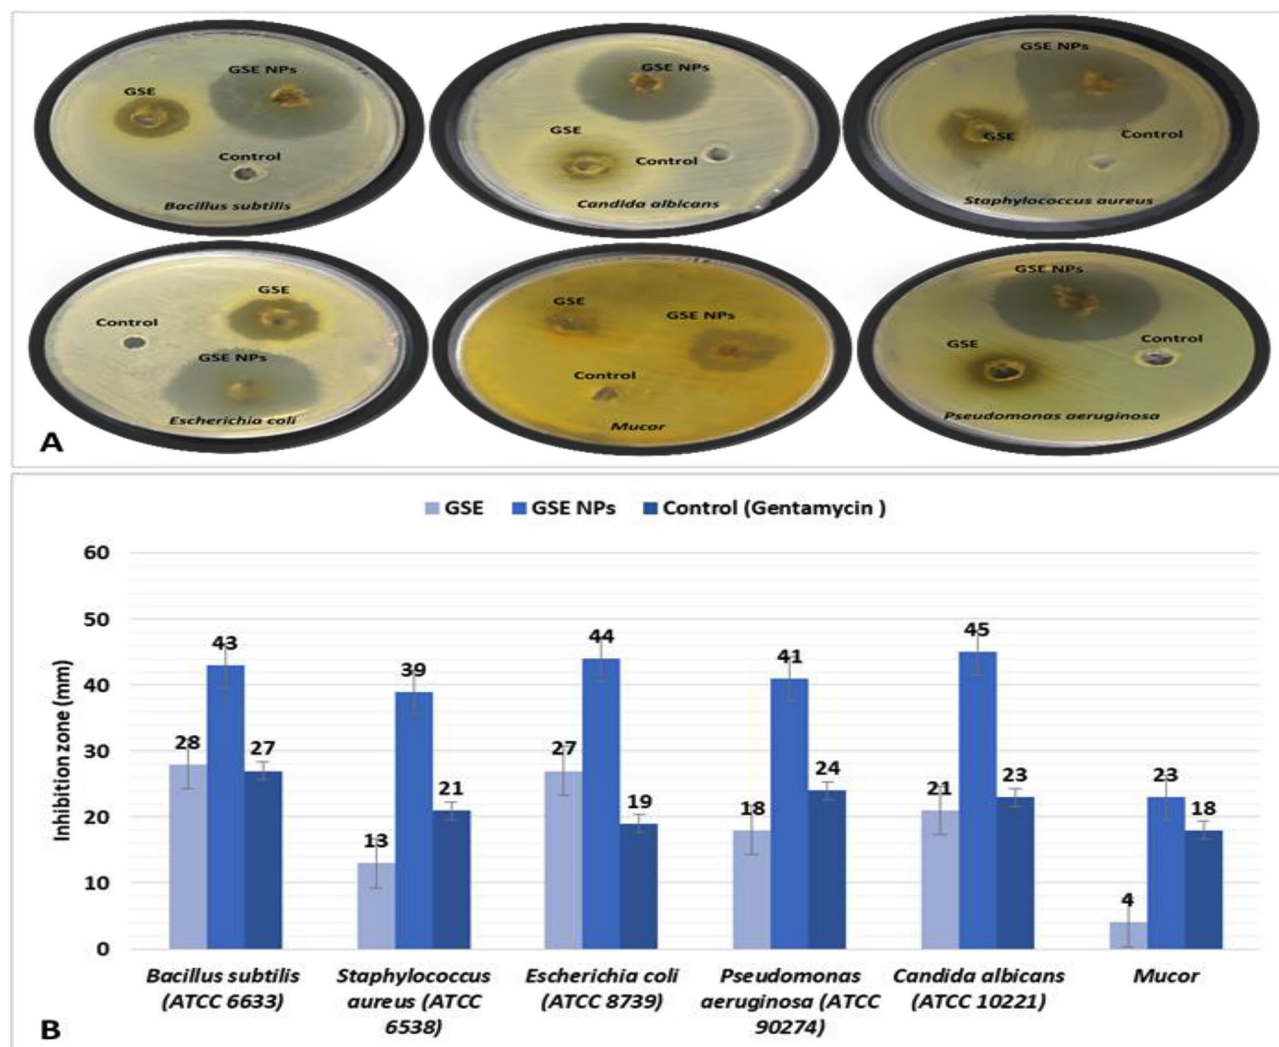 GSE NPs
GSE
Control
Bacillus subtilis
GSE NPs
GSE
Control
Candida albicans
GSE NPs
GSE
Control
Staphylococcus aureus
GSE
Control
GSE NPs
Escherichia coli
GSE
GSE NPs
Control
Mucor
GSE NPs
Control
GSE
Pseudomonas aeruginosa
A
GSE GSE NPs Control (Gentamycin )
Inhibition zone (mm)
60
50
40
30
20
10
0
28 43 27
13 39 21
27 44 19
18 41 24
21 45 23
4 23 18
Bacillus subtilis
(ATCC 6633)
Staphylococcus
aureus (ATCC
6538)
Escherichia coli
(ATCC 8739)
Pseudomonas
aeruginosa (ATCC
90274)
Candida albicans
(ATCC 10221)
Mucor
B